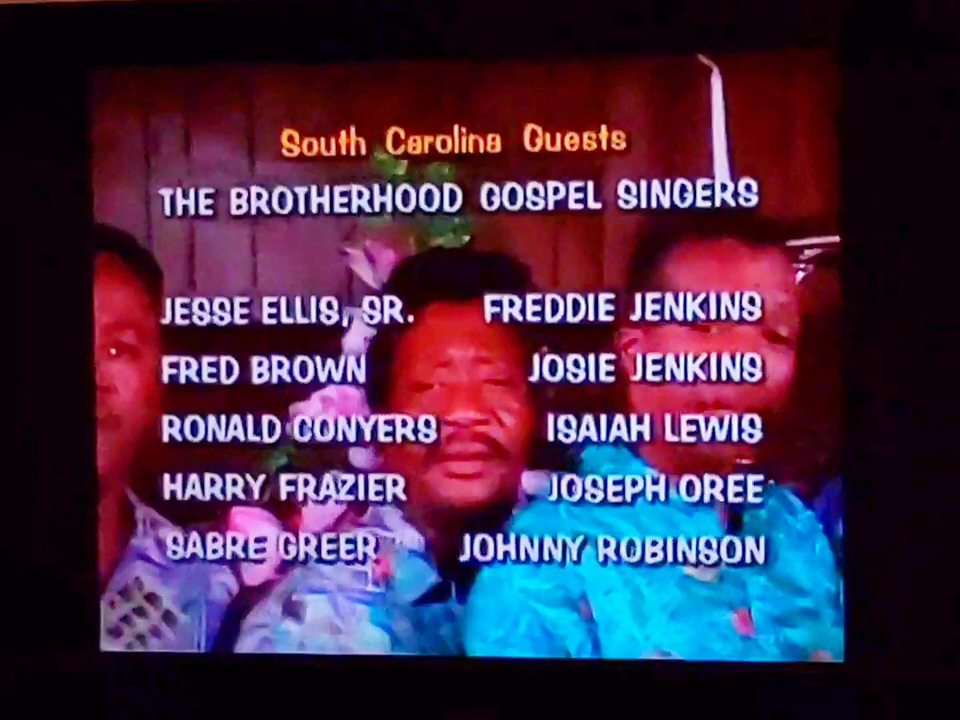 South Carolina Guests
THE BROTHERHOOD GOSPEL SINGERS
JESSE ELLIS, SR. FREDDIE JENKINS
FRED BROWN JOSIE JENKINS
RONALD CONYERS ISAIAH LEWIS
HARRY FRAZIER JOSEPH OREE
SABRE GREER JOHNNY ROBINSON